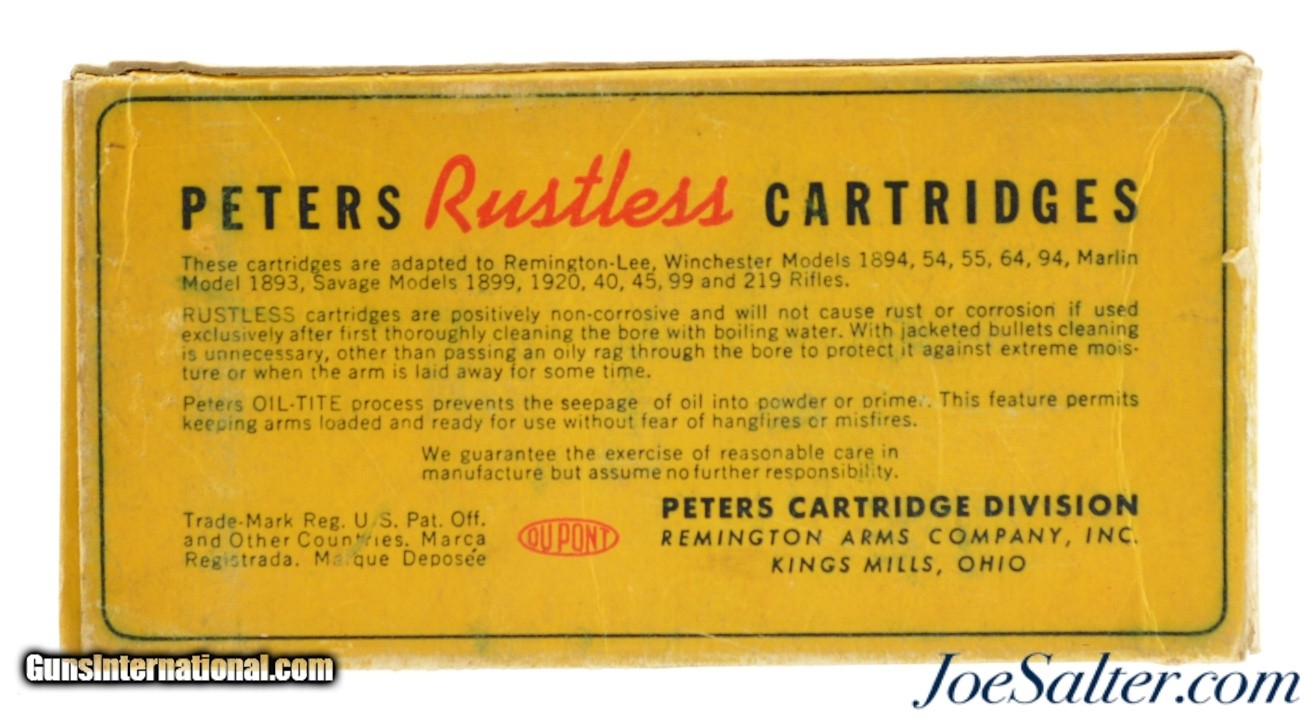 PETERS Rustless CARTRIDGES
These cartridges are adapted to Remington-Lee, Winchester Models 1894, 54, 55, 64, 94, Marlin
Model 1893, Savage Models 1899, 1920, 40, 45, 99 and 219 Rifles.
RUSTLESS cartridges are positively non-corrosive and will not cause rust or corrosion if used
exclusively after first thoroughly cleaning the bore with boiling water. With jacketed bullets cleaning
is unnecessary, other than passing an oily rag through the bore to protect it against extreme mois-
ture or when the arm is laid away for some time.
Peters OIL-TITE process prevents the seepage of oil into powder or primer. This feature permits
keeping arms loaded and ready for use without fear of hangfires or misfires.
We guarantee the exercise of reasonable care in
manufacture but assume no further responsibility.
Trade-Mark Reg. U.S. Pat. Off.
and Other Countries. Marca
Registrada. Marque Deposée
DU PONT
PETERS CARTRIDGE DIVISION
REMINGTON ARMS COMPANY, INC.
KINGS MILLS, OHIO
GunsInternational.com
JoeSalter.com